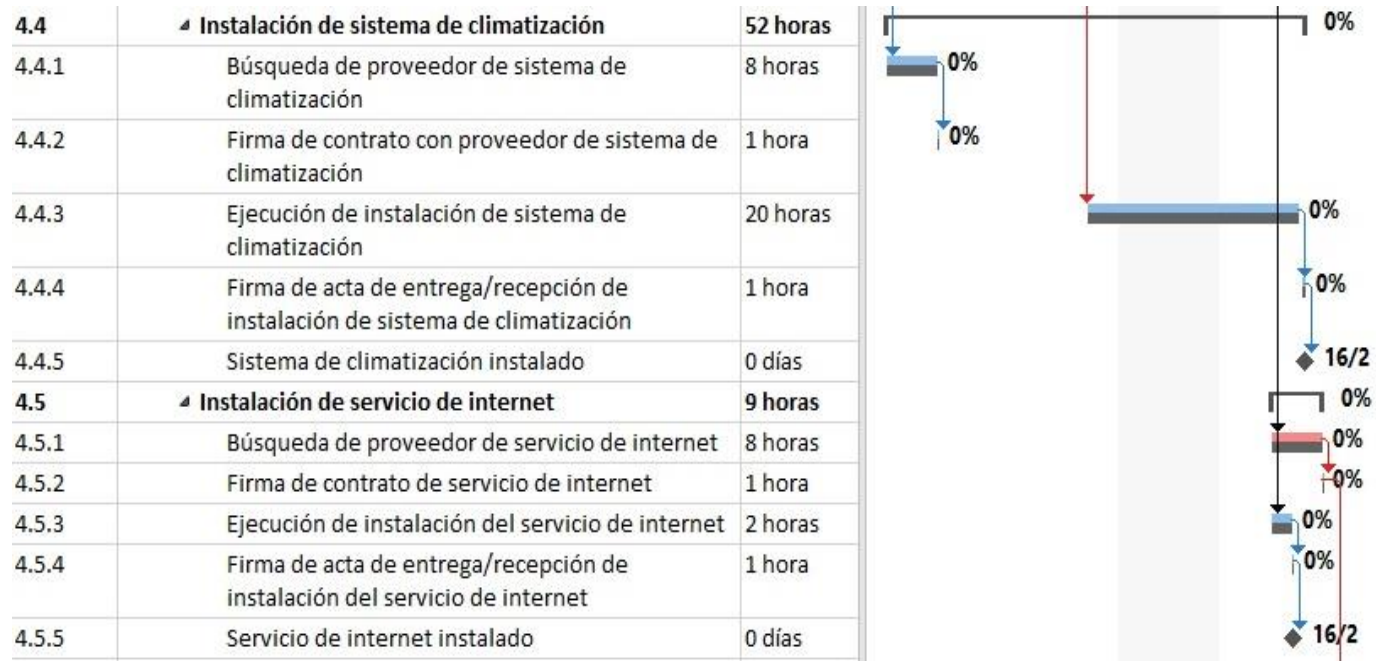 4.4 Instalación de sistema de climatización 52 horas 0%
4.4.1 Búsqueda de proveedor de sistema de 8 horas 0%
climatización
4.4.2 Firma de contrato con proveedor de sistema de 1 hora 0%
climatización
4.4.3 Ejecución de instalación de sistema de 20 horas 0%
climatización
4.4.4 Firma de acta de entrega/recepción de 1 hora 0%
instalación de sistema de climatización
4.4.5 Sistema de climatización instalado 0 días 16/2
4.5 Instalación de servicio de internet 9 horas 0%
4.5.1 Búsqueda de proveedor de servicio de internet 8 horas 0%
4.5.2 Firma de contrato de servicio de internet 1 hora 0%
4.5.3 Ejecución de instalación del servicio de internet 2 horas 0%
4.5.4 Firma de acta de entrega/recepción de 1 hora 0%
instalación del servicio de internet
4.5.5 Servicio de internet instalado 0 días 16/2